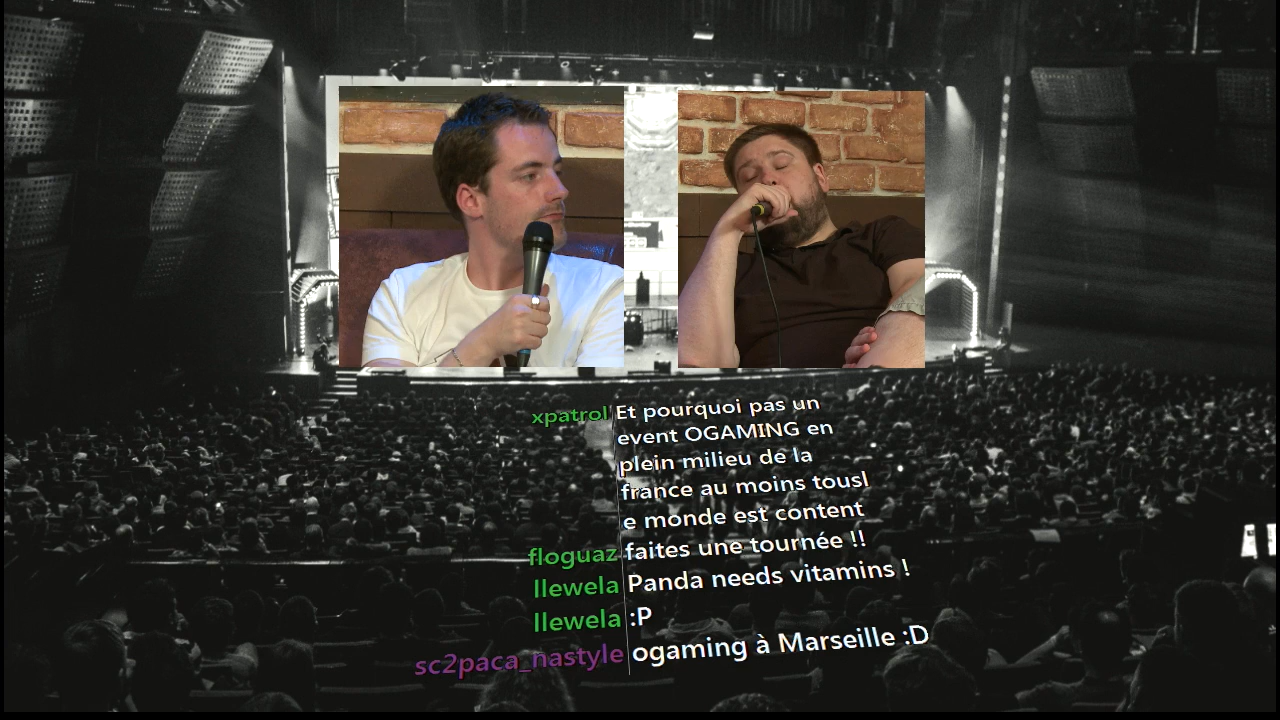 xpatrol Et pourquoi pas un
event OGAMING en
plein milieu de la
france au moins tousl
e monde est content
floguaz faites une tournée !!
llewela Panda needs vitamins !
llewela :P
sc2paca_nastyle ogaming à Marseille :D